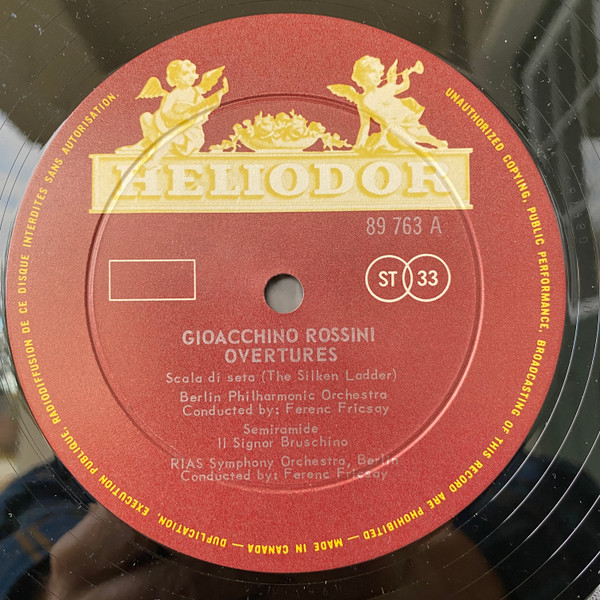 HELIODOR
89 763 A
ST 33
GIOACCHINO ROSSINI
OVERTURES
Scala di seta (The Silken Ladder)
Berlin Philharmonic Orchestra
Conducted by: Ferenc Fricsay
Semiramide
Il Signor Bruschino
RIAS Symphony Orchestra, Berlin
Conducted by: Ferenc Fricsay
UNAUTHORIZED COPYING, PUBLIC PERFORMANCE, BROADCASTING OF THIS RECORD ARE PROHIBITED — MADE IN CANADA — DUPLICATION, EXECUTION PUBLIQUE, RADIODIFFUSION DE CE DISQUE INTERDITES SANS AUTORISATION.